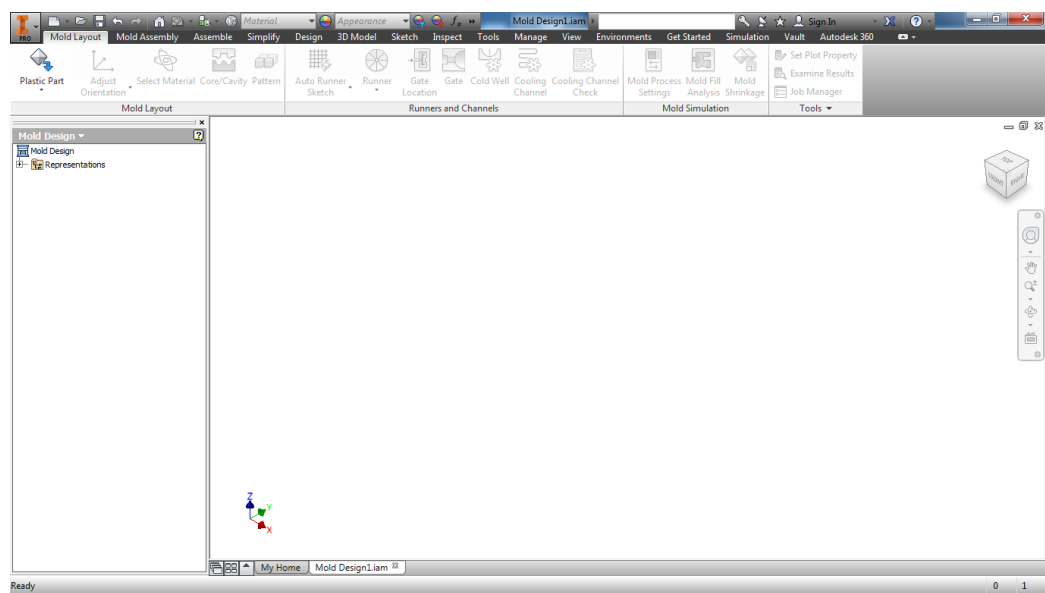 Material Appearance Mold Design1.iam Sign In
PRO Mold Layout Mold Assembly Assemble Simplify Design 3D Model Sketch Inspect Tools Manage View Environments Get Started Simulation Vault Autodesk 360
Plastic Part
Adjust Orientation
Select Material
Core/Cavity
Pattern
Auto Runner Sketch
Runner
Gate Location
Gate
Cold Well
Cooling Channel
Cooling Channel Check
Mold Process Settings
Mold Fill Analysis
Mold Shrinkage
Set Plot Property
Examine Results
Job Manager
Mold Layout Runners and Channels Mold Simulation Tools
Mold Design
Mold Design
Representations
TOP
FRONT RIGHT
Z
Y
X
My Home Mold Design1.iam
Ready 0 1